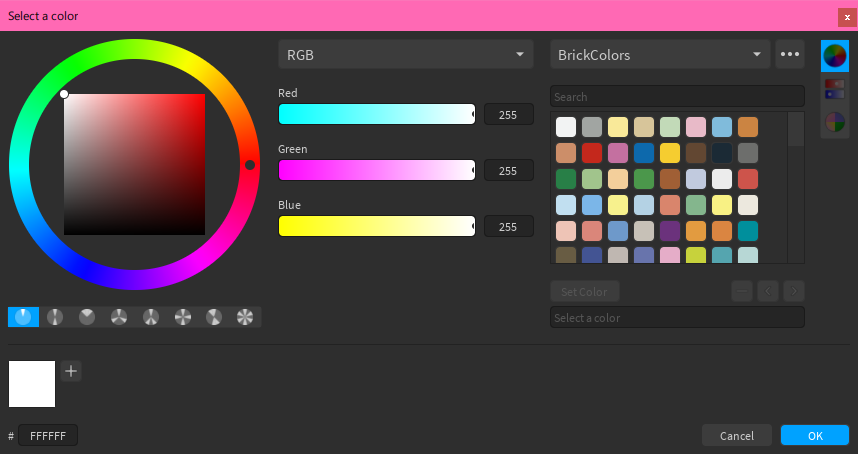 Select a color
x
RGB
BrickColors
•••
Red
255
Search
Green
255
Blue
255
Set Color
Select a color
+
# FFFFFF
Cancel
OK